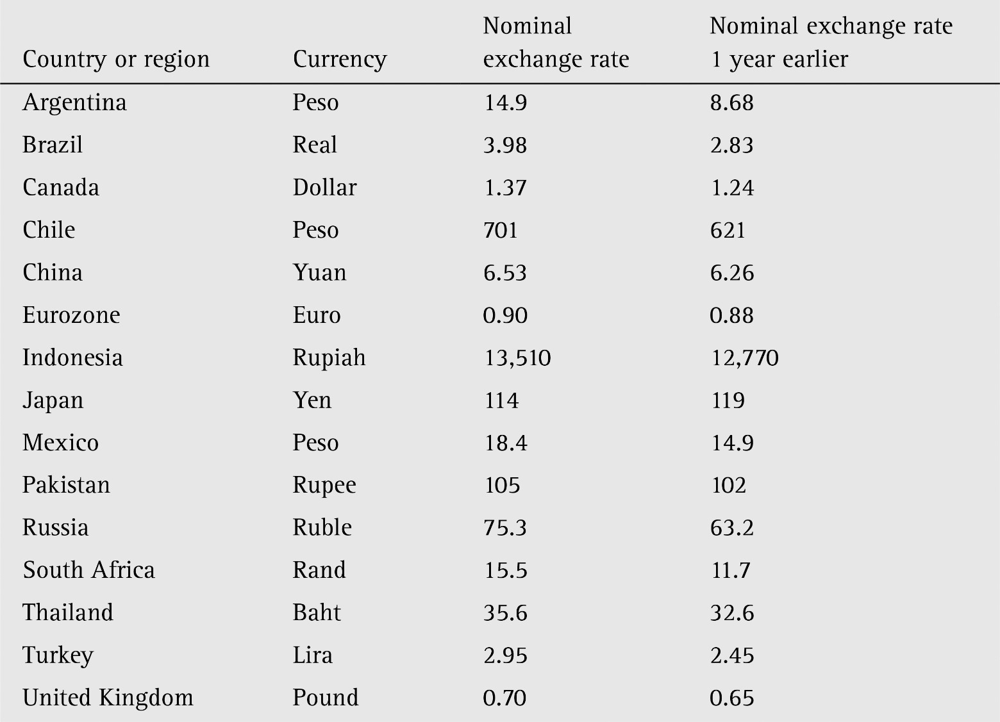 Country or region Currency Nominal exchange rate Nominal exchange rate 1 year earlier
Argentina Peso 14.9 8.68
Brazil Real 3.98 2.83
Canada Dollar 1.37 1.24
Chile Peso 701 621
China Yuan 6.53 6.26
Eurozone Euro 0.90 0.88
Indonesia Rupiah 13,510 12,770
Japan Yen 114 119
Mexico Peso 18.4 14.9
Pakistan Rupee 105 102
Russia Ruble 75.3 63.2
South Africa Rand 15.5 11.7
Thailand Baht 35.6 32.6
Turkey Lira 2.95 2.45
United Kingdom Pound 0.70 0.65